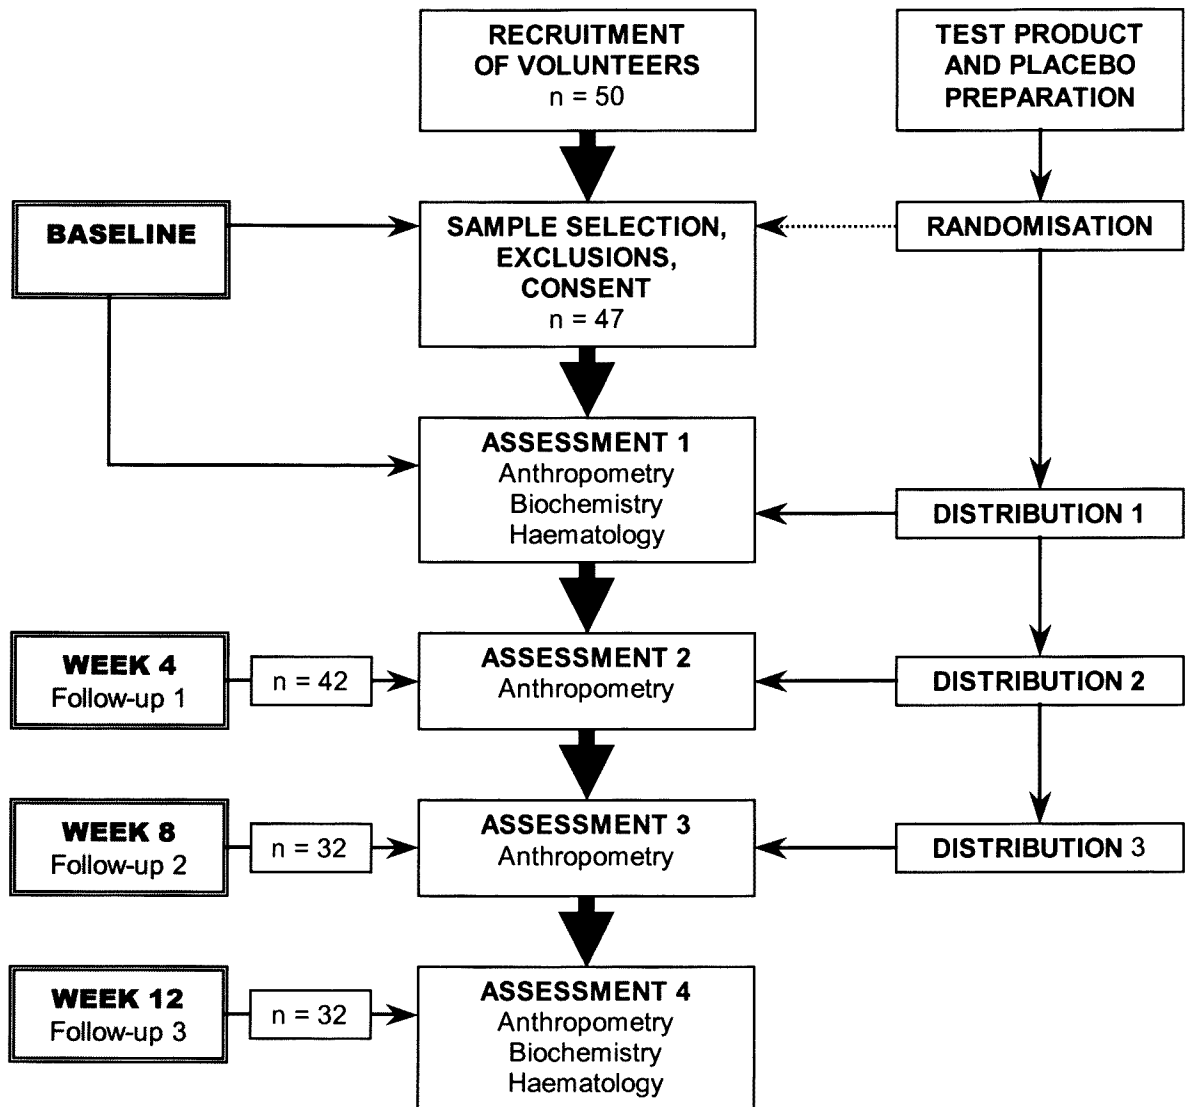 RECRUITMENT
OF VOLUNTEERS
n = 50
TEST PRODUCT
AND PLACEBO
PREPARATION
BASELINE
SAMPLE SELECTION,
EXCLUSIONS,
CONSENT
n = 47
RANDOMISATION
ASSESSMENT 1
Anthropometry
Biochemistry
Haematology
DISTRIBUTION 1
WEEK 4
Follow-up 1
n = 42
ASSESSMENT 2
Anthropometry
DISTRIBUTION 2
WEEK 8
Follow-up 2
n = 32
ASSESSMENT 3
Anthropometry
DISTRIBUTION 3
WEEK 12
Follow-up 3
n = 32
ASSESSMENT 4
Anthropometry
Biochemistry
Haematology